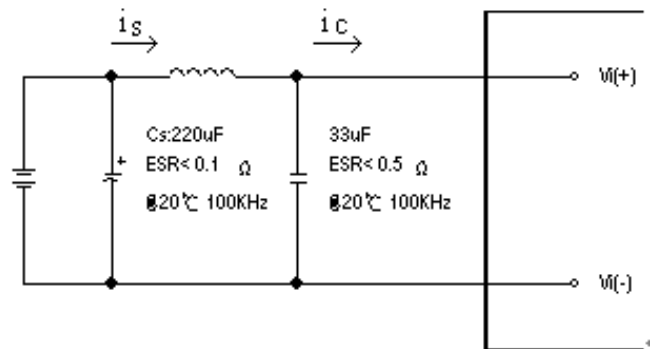 is
ic
Vi(+)
Cs:220uF
ESR<0.1 Ω
@20℃ 100KHz
33uF
ESR<0.5 Ω
@20℃ 100KHz
Vi(-)